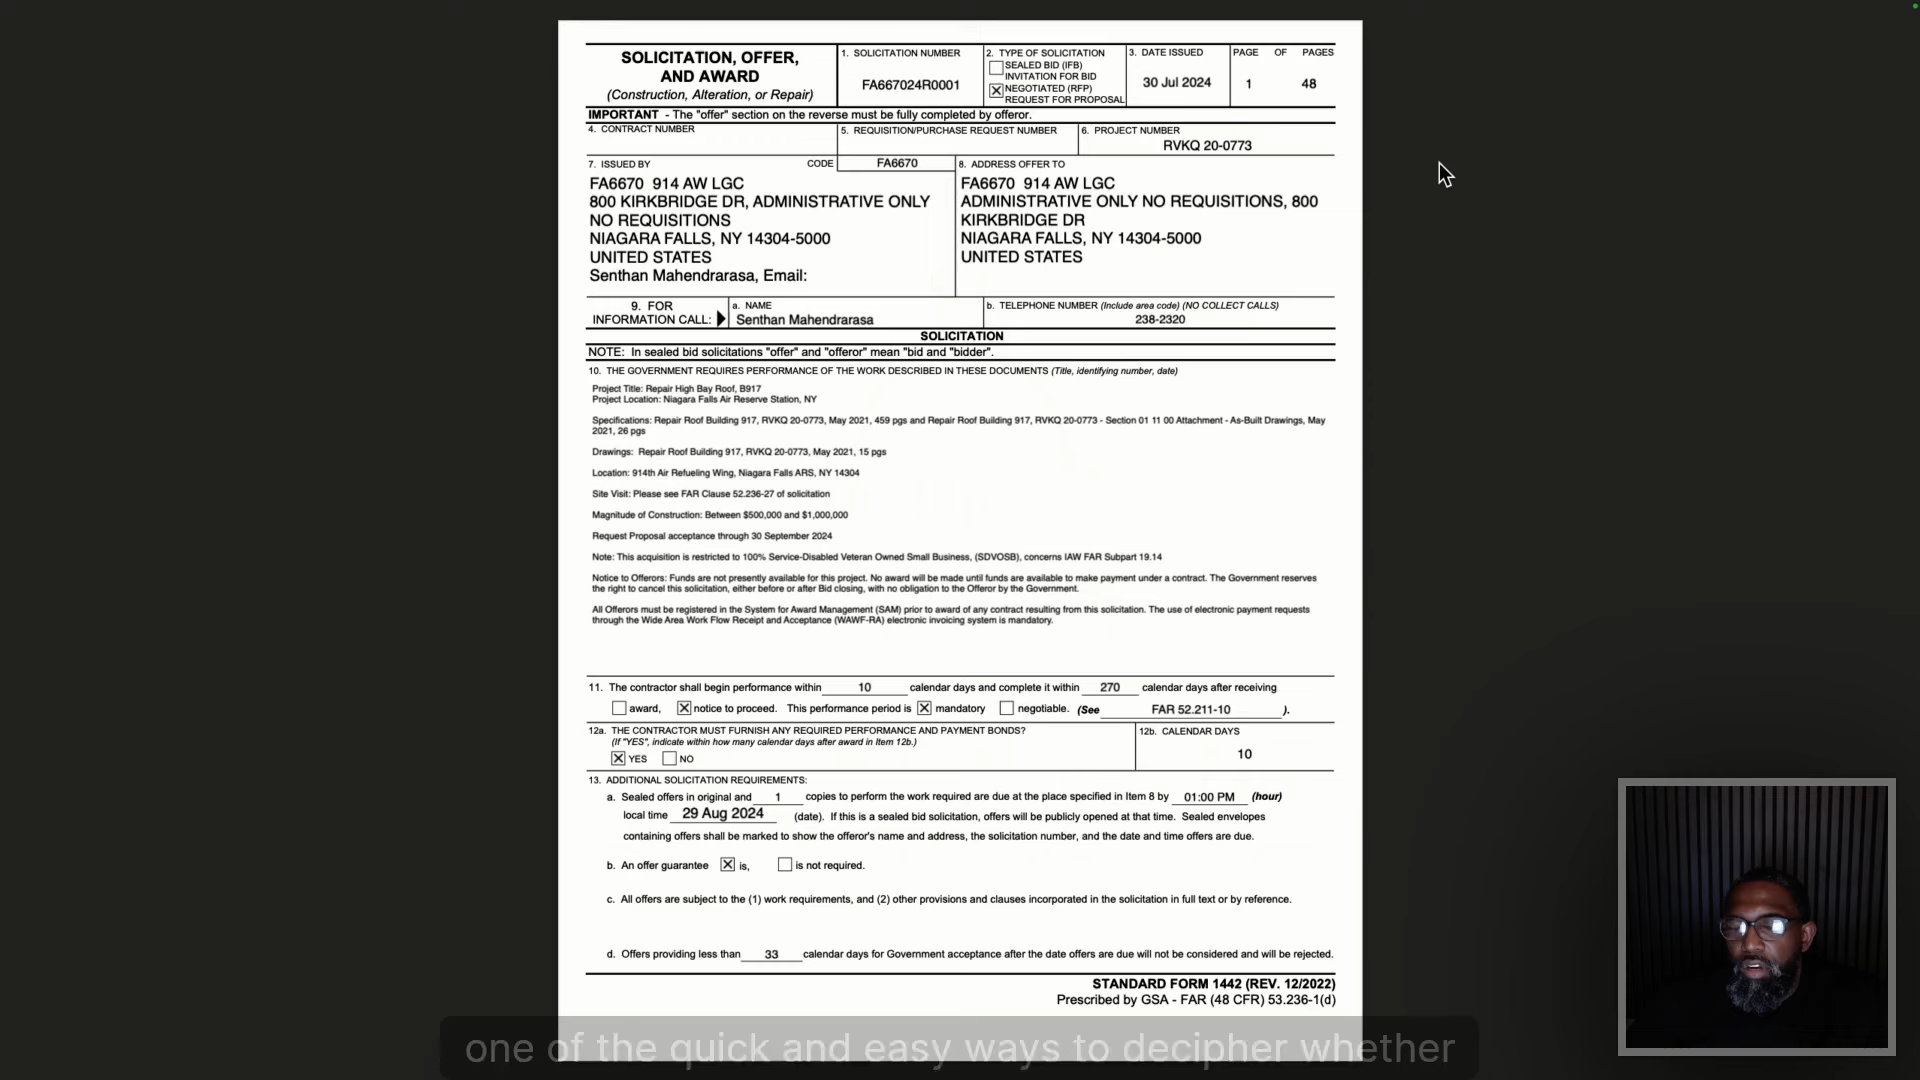 SOLICITATION, OFFER,
AND AWARD
(Construction, Alteration, or Repair)
1. SOLICITATION NUMBER
FA667024R0001
2. TYPE OF SOLICITATION
SEALED BID (IFB)
INVITATION FOR BID
NEGOTIATED (RFP)
REQUEST FOR PROPOSAL
3. DATE ISSUED
30 Jul 2024
PAGE OF PAGES
1 48
IMPORTANT - The "offer" section on the reverse must be fully completed by offeror.
4. CONTRACT NUMBER
5. REQUISITION/PURCHASE REQUEST NUMBER
6. PROJECT NUMBER
RVKQ 20-0773
7. ISSUED BY
CODE
FA6670
FA6670 914 AW LGC
800 KIRKBRIDGE DR, ADMINISTRATIVE ONLY
NO REQUISITIONS
NIAGARA FALLS, NY 14304-5000
UNITED STATES
Senthan Mahendrarasa, Email:
8. ADDRESS OFFER TO
FA6670 914 AW LGC
ADMINISTRATIVE ONLY NO REQUISITIONS, 800
KIRKBRIDGE DR
NIAGARA FALLS, NY 14304-5000
UNITED STATES
9. FOR
INFORMATION CALL:
a. NAME
Senthan Mahendrarasa
b. TELEPHONE NUMBER (Include area code) (NO COLLECT CALLS)
238-2320
SOLICITATION
NOTE: In sealed bid solicitations "offer" and "offeror" mean "bid and "bidder".
10. THE GOVERNMENT REQUIRES PERFORMANCE OF THE WORK DESCRIBED IN THESE DOCUMENTS (Title, identifying number, date)
Project Title: Repair High Bay Roof, B917
Project Location: Niagara Falls Air Reserve Station, NY
Specifications: Repair Roof Building 917, RVKQ 20-0773, May 2021, 459 pgs and Repair Roof Building 917, RVKQ 20-0773 - Section 01 11 00 Attachment - As-Built Drawings, May
2021, 26 pgs
Drawings: Repair Roof Building 917, RVKQ 20-0773, May 2021, 15 pgs
Location: 914th Air Refueling Wing, Niagara Falls ARS, NY 14304
Site Visit: Please see FAR Clause 52.236-27 of solicitation
Magnitude of Construction: Between $500,000 and $1,000,000
Request Proposal acceptance through 30 September 2024
Note: This acquisition is restricted to 100% Service-Disabled Veteran Owned Small Business, (SDVOSB), concerns IAW FAR Subpart 19.14
Notice to Offerors: Funds are not presently available for this project. No award will be made until funds are available to make payment under a contract. The Government reserves
the right to cancel this solicitation, either before or after Bid closing, with no obligation to the Offeror by the Government.
All Offerors must be registered in the System for Award Management (SAM) prior to award of any contract resulting from this solicitation. The use of electronic payment requests
through the Wide Area Work Flow Receipt and Acceptance (WAWF-RA) electronic invoicing system is mandatory.
11. The contractor shall begin performance within 10 calendar days and complete it within 270 calendar days after receiving
award, X notice to proceed. This performance period is X mandatory negotiable. (See FAR 52.211-10 ).
12a. THE CONTRACTOR MUST FURNISH ANY REQUIRED PERFORMANCE AND PAYMENT BONDS?
(If "YES", indicate within how many calendar days after award in Item 12b.)
X YES NO
12b. CALENDAR DAYS
10
13. ADDITIONAL SOLICITATION REQUIREMENTS:
a. Sealed offers in original and 1 copies to perform the work required are due at the place specified in Item 8 by 01:00 PM (hour)
local time 29 Aug 2024 (date). If this is a sealed bid solicitation, offers will be publicly opened at that time. Sealed envelopes
containing offers shall be marked to show the offeror's name and address, the solicitation number, and the date and time offers are due.
b. An offer guarantee X is, is not required.
c. All offers are subject to the (1) work requirements, and (2) other provisions and clauses incorporated in the solicitation in full text or by reference.
d. Offers providing less than 33 calendar days for Government acceptance after the date offers are due will not be considered and will be rejected.
STANDARD FORM 1442 (REV. 12/2022)
Prescribed by GSA - FAR (48 CFR) 53.236-1(d)
one of the quick and easy ways to decipher whether